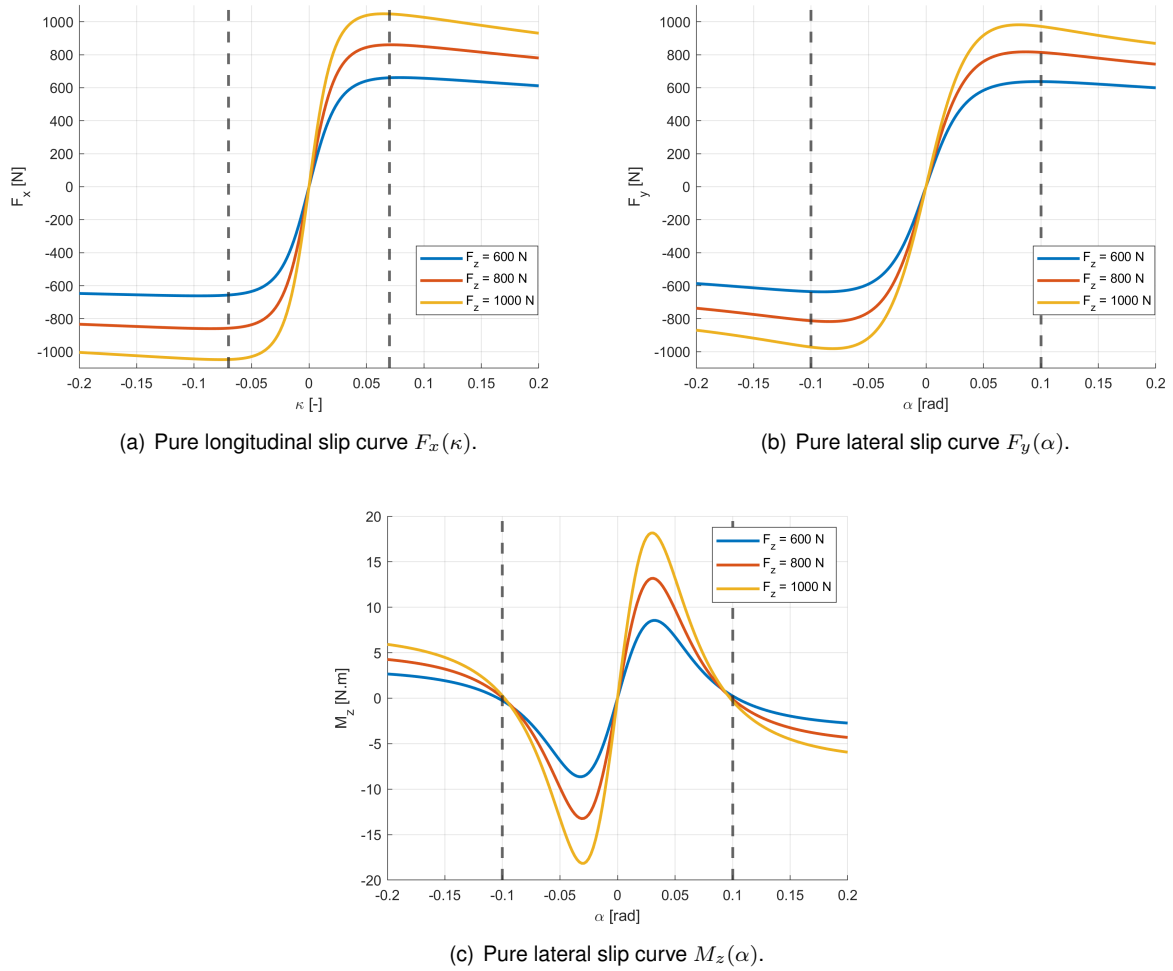 1000
800
600
400
200
0
-200
-400
-600
-800
-1000
F_x [N]
-0.2 -0.15 -0.1 -0.05 0 0.05 0.1 0.15 0.2
κ [-]
F_z = 600 N
F_z = 800 N
F_z = 1000 N
(a) Pure longitudinal slip curve F_x(κ).
1000
800
600
400
200
0
-200
-400
-600
-800
-1000
F_y [N]
-0.2 -0.15 -0.1 -0.05 0 0.05 0.1 0.15 0.2
α [rad]
F_z = 600 N
F_z = 800 N
F_z = 1000 N
(b) Pure lateral slip curve F_y(α).
20
15
10
5
0
-5
-10
-15
-20
M_z [N.m]
-0.2 -0.15 -0.1 -0.05 0 0.05 0.1 0.15 0.2
α [rad]
F_z = 600 N
F_z = 800 N
F_z = 1000 N
(c) Pure lateral slip curve M_z(α).